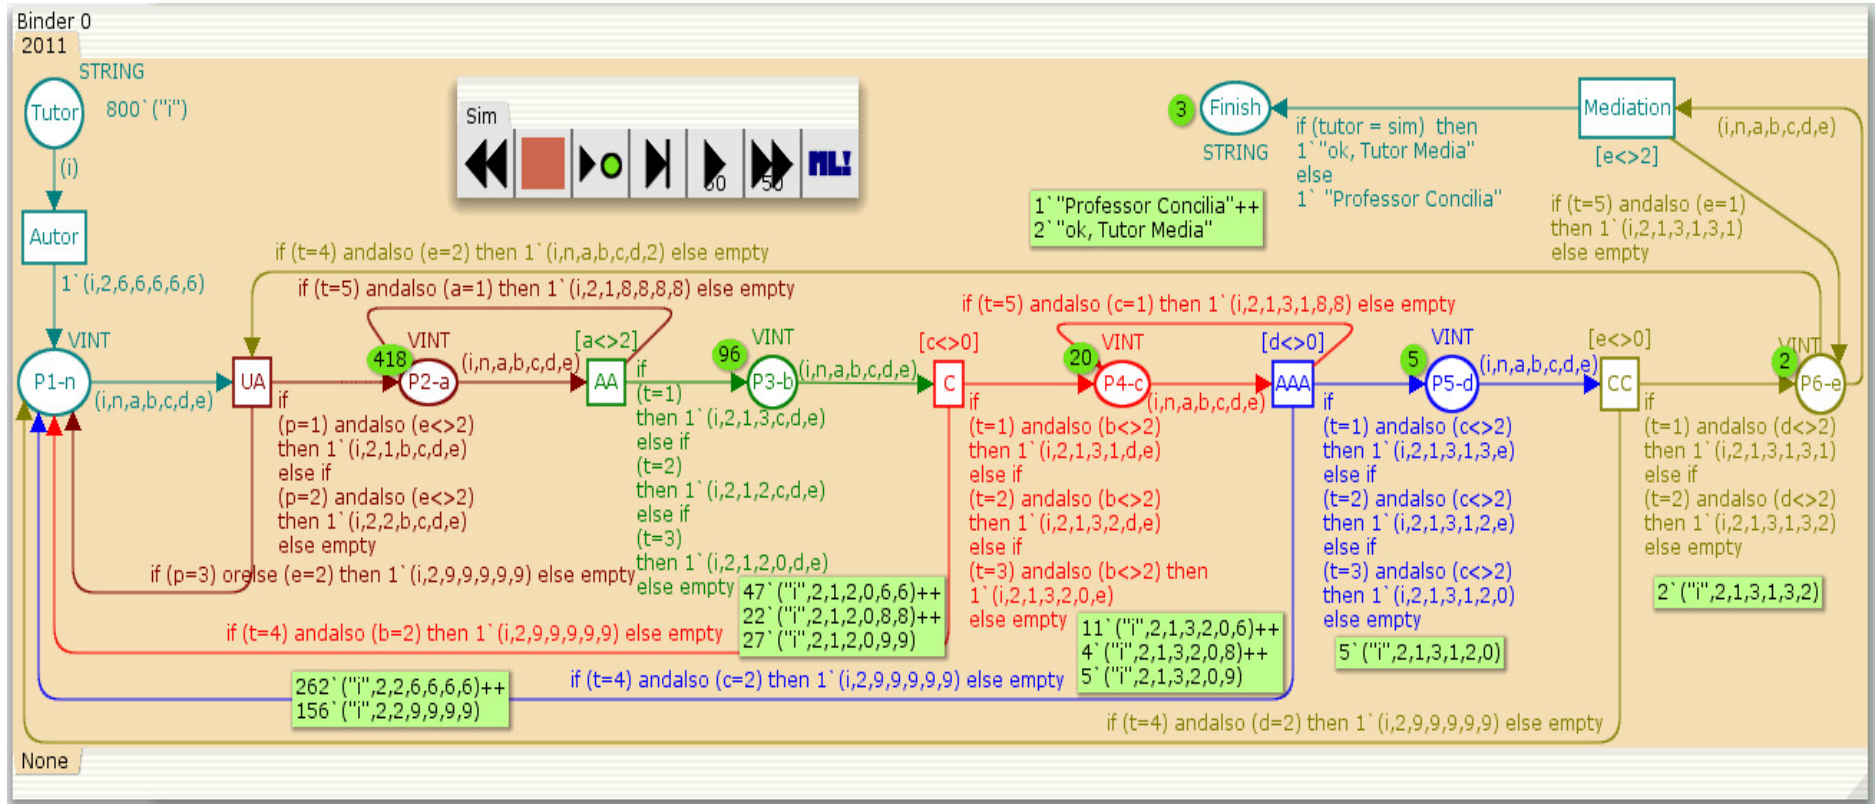 Binder 0
2011
STRING
Tutor
800`("i")
(i)
Autor
1`(i,2,6,6,6,6,6)
VINT
P1-n
(i,n,a,b,c,d,e)
Sim
50
ML!
3
Finish
STRING
if (tutor = sim) then
1`"ok, Tutor Media"
else
1` "Professor Concilia"
Mediation
[e<>2]
(i,n,a,b,c,d,e)
1`"Professor Concilia"++
2`"ok, Tutor Media"
if (t=5) andalso (e=1)
then 1`(i,2,1,3,1,3,1)
else empty
if (t=4) andalso (e=2) then 1`(i,n,a,b,c,d,2) else empty
if (t=5) andalso (a=1) then 1`(i,2,1,8,8,8,8) else empty
if (t=5) andalso (c=1) then 1`(i,2,1,3,1,8,8) else empty
UA
418
VINT
P2-a
(i,n,a,b,c,d,e)
if
(p=1) andalso (e<>2)
then 1`(i,2,1,b,c,d,e)
else if
(p=2) andalso (e<>2)
then 1`(i,2,2,b,c,d,e)
else empty
[a<>2]
AA
if
(t=1)
then 1`(i,2,1,3,c,d,e)
else if
(t=2)
then 1`(i,2,1,2,c,d,e)
else if
(t=3)
then 1`(i,2,1,2,0,d,e)
else empty
96
VINT
P3-b
(i,n,a,b,c,d,e)
[c<>0]
C
if
(t=1) andalso (b<>2)
then 1`(i,2,1,3,1,d,e)
else if
(t=2) andalso (b<>2)
then 1`(i,2,1,3,2,d,e)
else if
(t=3) andalso (b<>2) then
1`(i,2,1,3,2,0,e)
else empty
20
VINT
P4-c
(i,n,a,b,c,d,e)
[d<>0]
AAA
if
(t=1) andalso (c<>2)
then 1`(i,2,1,3,1,3,e)
else if
(t=2) andalso (c<>2)
then 1`(i,2,1,3,1,2,e)
else if
(t=3) andalso (c<>2)
then 1`(i,2,1,3,1,2,0)
else empty
5
VINT
P5-d
(i,n,a,b,c,d,e)
[e<>0]
CC
if
(t=1) andalso (d<>2)
then 1`(i,2,1,3,1,3,1)
else if
(t=2) andalso (d<>2)
then 1`(i,2,1,3,1,3,2)
else empty
2
VINT
P6-e
if (p=3) orelse (e=2) then 1`(i,2,9,9,9,9,9) else empty
47`("i",2,1,2,0,6,6)++
22`("i",2,1,2,0,8,8)++
27`("i",2,1,2,0,9,9)
2`("i",2,1,3,1,3,2)
if (t=4) andalso (b=2) then 1`(i,2,9,9,9,9,9) else empty
11`("i",2,1,3,2,0,6)++
4`("i",2,1,3,2,0,8)++
5`("i",2,1,3,2,0,9)
5`("i",2,1,3,1,2,0)
262`("i",2,2,6,6,6,6)++
156`("i",2,2,9,9,9,9)
if (t=4) andalso (c=2) then 1`(i,2,9,9,9,9,9) else empty
if (t=4) andalso (d=2) then 1`(i,2,9,9,9,9,9) else empty
None